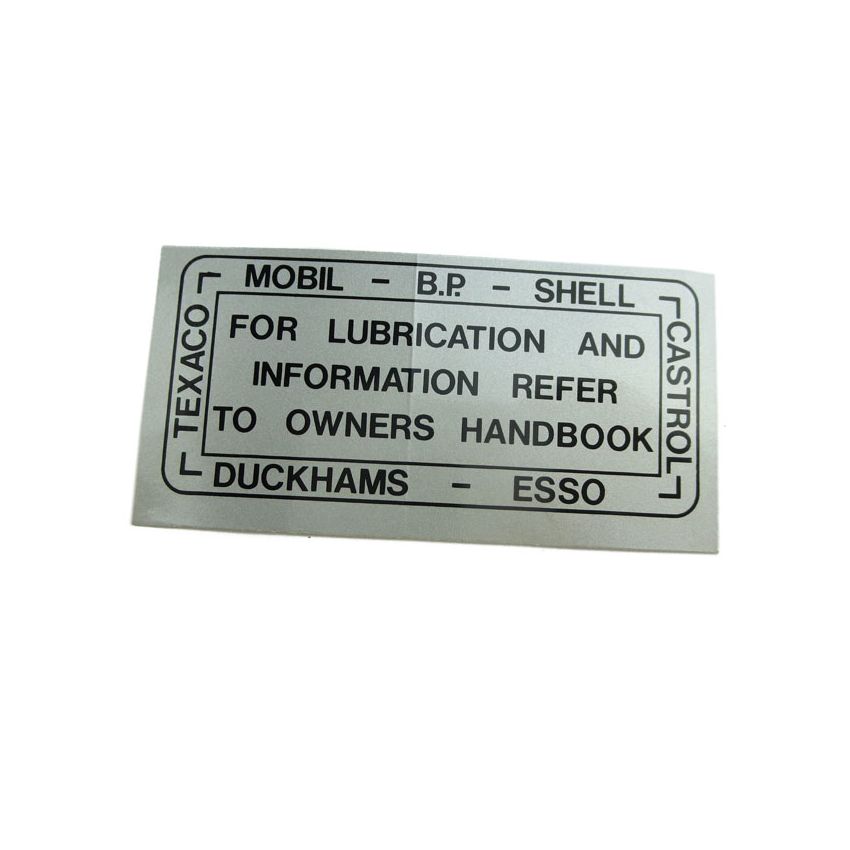 MOBIL - B.P. - SHELL
TEXACO
CASTROL
FOR LUBRICATION AND
INFORMATION REFER
TO OWNERS HANDBOOK
DUCKHAMS - ESSO